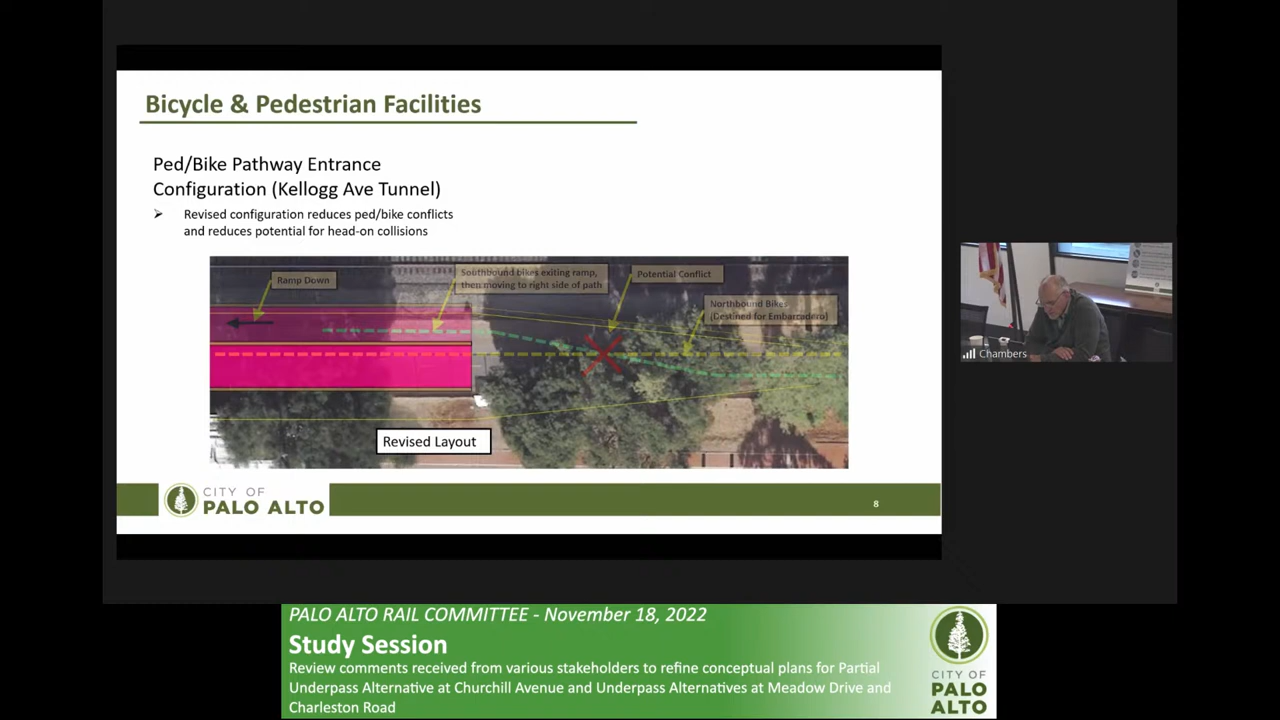 Bicycle & Pedestrian Facilities
Ped/Bike Pathway Entrance
Configuration (Kellogg Ave Tunnel)
Revised configuration reduces ped/bike conflicts
and reduces potential for head-on collisions
Ramp Down
Southbound bikes exiting ramp,
then moving to right side of path
Potential Conflict
Northbound Bikes
(Destined for Embarcadero)
Revised Layout
CITY OF
PALO ALTO
8
Chambers
PALO ALTO RAIL COMMITTEE - November 18, 2022
Study Session
Review comments received from various stakeholders to refine conceptual plans for Partial
Underpass Alternative at Churchill Avenue and Underpass Alternatives at Meadow Drive and
Charleston Road
CITY OF
PALO
ALTO